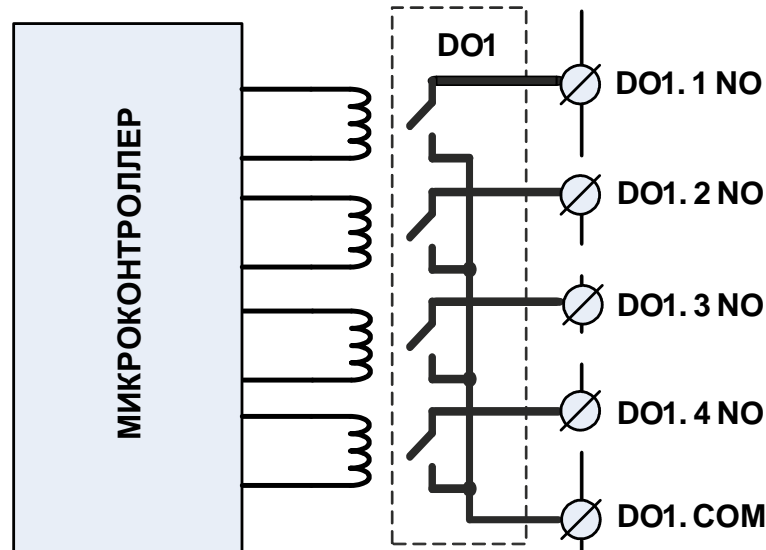 DO1
МИКРОКОНТРОЛЛЕР
DO1. 1 NO
DO1. 2 NO
DO1. 3 NO
DO1. 4 NO
DO1. COM